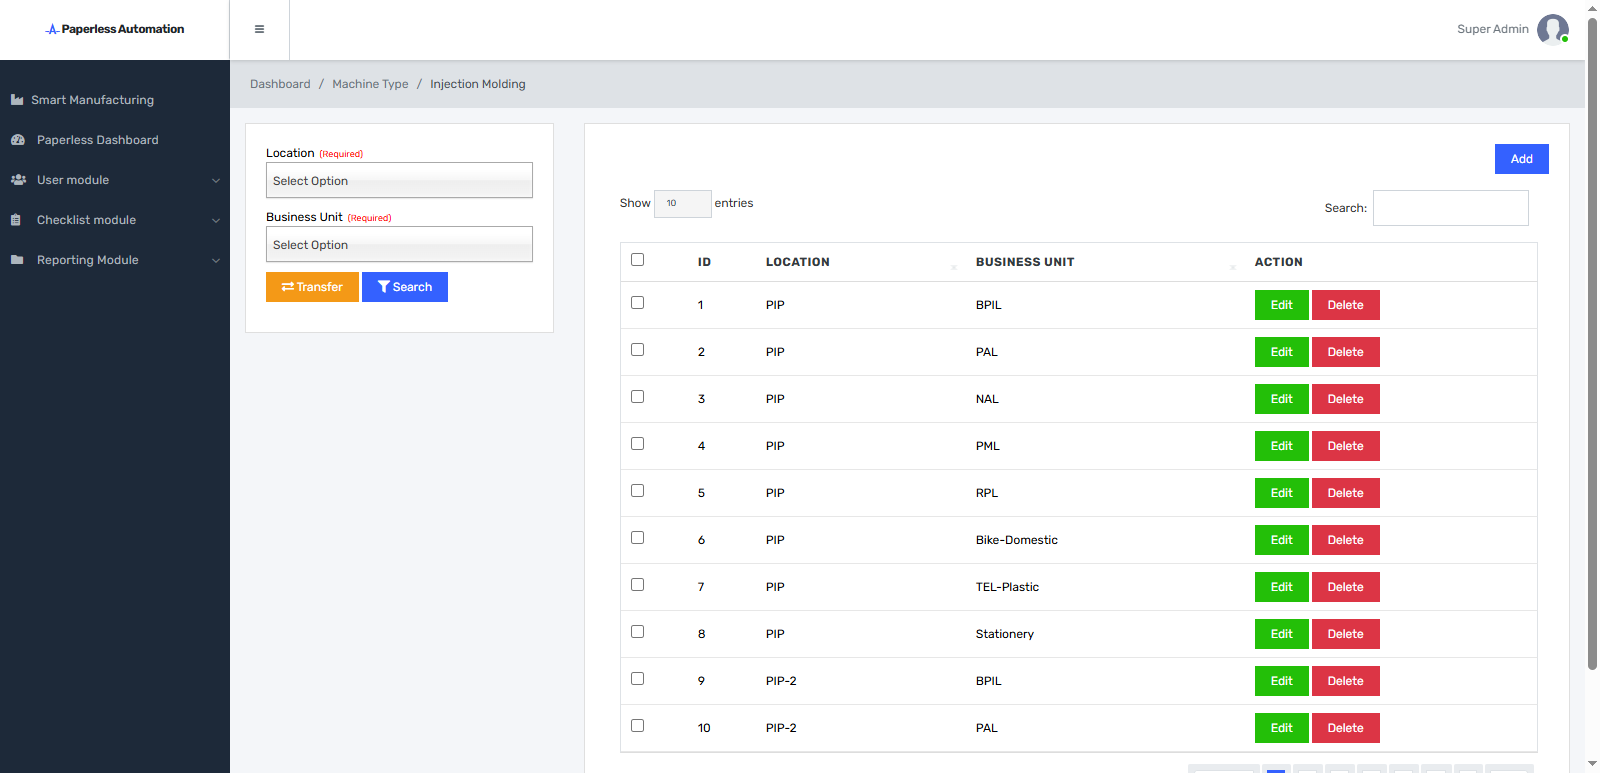 Paperless Automation
Super Admin
Smart Manufacturing
Paperless Dashboard
User module
Checklist module
Reporting Module
Dashboard / Machine Type / Injection Molding
Location (Required)
Select Option
Business Unit (Required)
Select Option
Transfer Search
Add
Show 10 entries
Search:
ID LOCATION BUSINESS UNIT ACTION
1 PIP BPIL Edit Delete
2 PIP PAL Edit Delete
3 PIP NAL Edit Delete
4 PIP PML Edit Delete
5 PIP RPL Edit Delete
6 PIP Bike-Domestic Edit Delete
7 PIP TEL-Plastic Edit Delete
8 PIP Stationery Edit Delete
9 PIP-2 BPIL Edit Delete
10 PIP-2 PAL Edit Delete